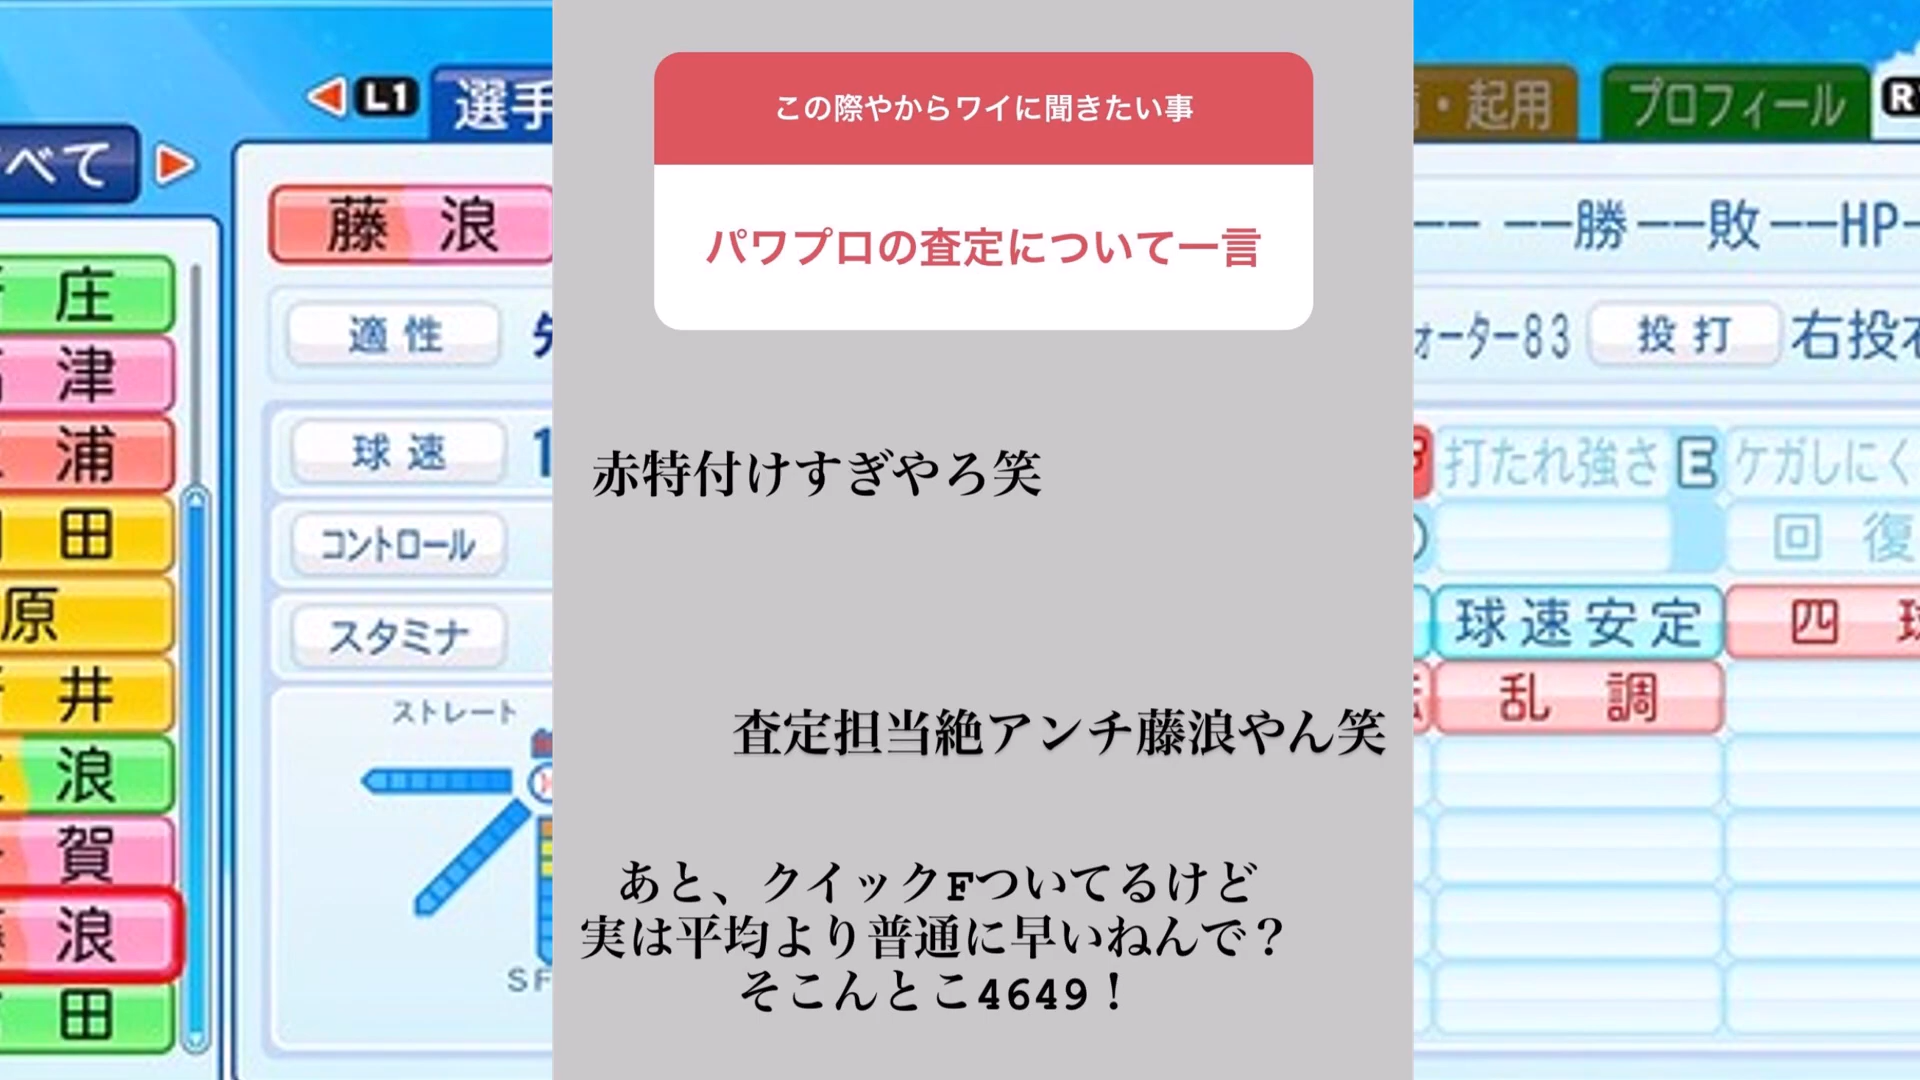 L1
選手
べて
藤 浪
適性
球速
コントロール
スタミナ
ストレート
庄
津
浦
田
原
井
浪
賀
浪
田
この際やからワイに聞きたい事
パワプロの査定について一言
赤特付けすぎやろ笑
査定担当絶アンチ藤浪やん笑
あと、クイックFついてるけど
実は平均より普通に早いねんで？
そこんとこ4649！
・起用
プロフィール
R
―― ――勝――敗――HP
ォーター83
投打
右投
F
打たれ強さ
E
ケガしにく
回 復
球速安定
四 球
乱 調